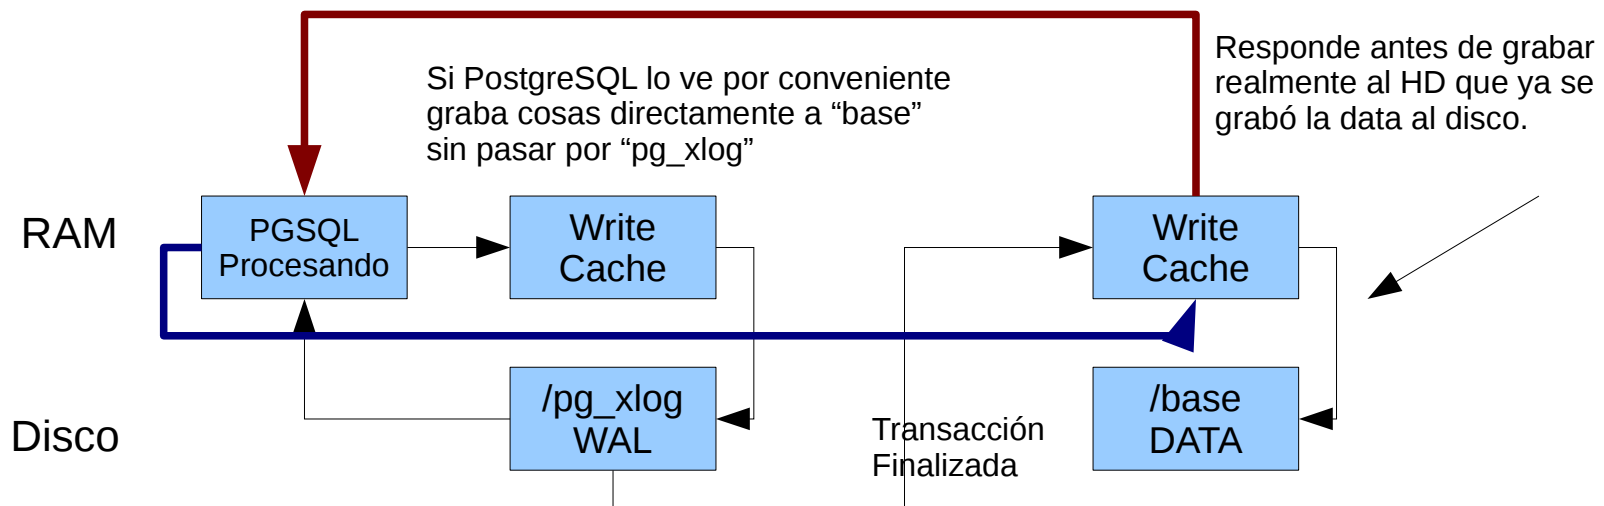 Responde antes de grabar
realmente al HD que ya se
grabó la data al disco.
Si PostgreSQL lo ve por conveniente
graba cosas directamente a “base”
sin pasar por “pg_xlog”
RAM
PGSQL
Procesando
Write
Cache
Write
Cache
Disco
/pg_xlog
WAL
Transacción
Finalizada
/base
DATA